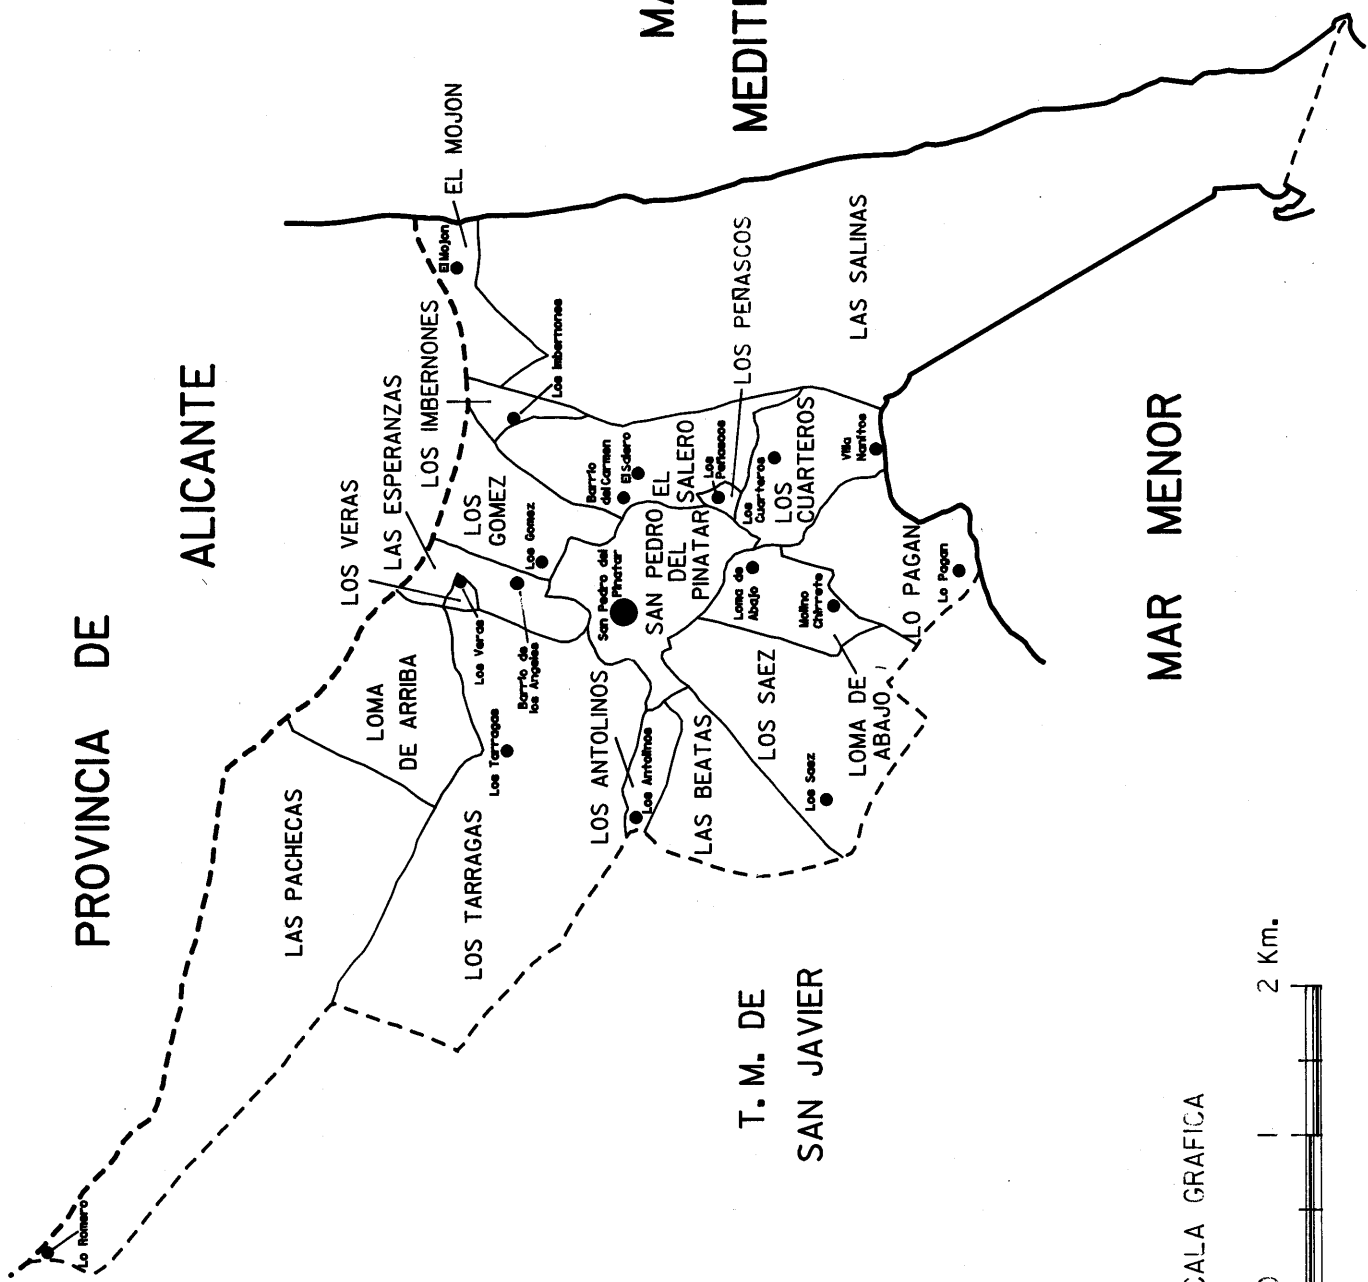 PROVINCIA DE
ALICANTE
MEDIT
LAS PACHECAS
LOMA
DE ARRIBA
LOS VERAS
LAS ESPERANZAS
LOS IMBERNONES
EL MOJON
El Mojon
Lo Romero
LOS TARRAGAS
Los Tarragas
Los Veras
Barrio de
los Angeles
LOS
GOMEZ
Los Gomez
Los Imbernones
LOS ANTOLINOS
Los Antolinos
San Pedro del
Pinatar
SAN PEDRO
DEL
PINATAR
Barrio
del Carmen
El Salero
EL
SALERO
Los
Peñascos
LOS PEÑASCOS
LAS BEATAS
LOS SAEZ
Los Saez
Loma de
Abajo
Los
Cuarteros
LOS
CUARTEROS
LAS SALINAS
Molino
Chirrete
Villa
Nanitos
LOMA DE
ABAJO
LO PAGAN
Lo Pagan
T. M. DE
SAN JAVIER
MAR MENOR
CALA GRAFICA
1
2 Km.